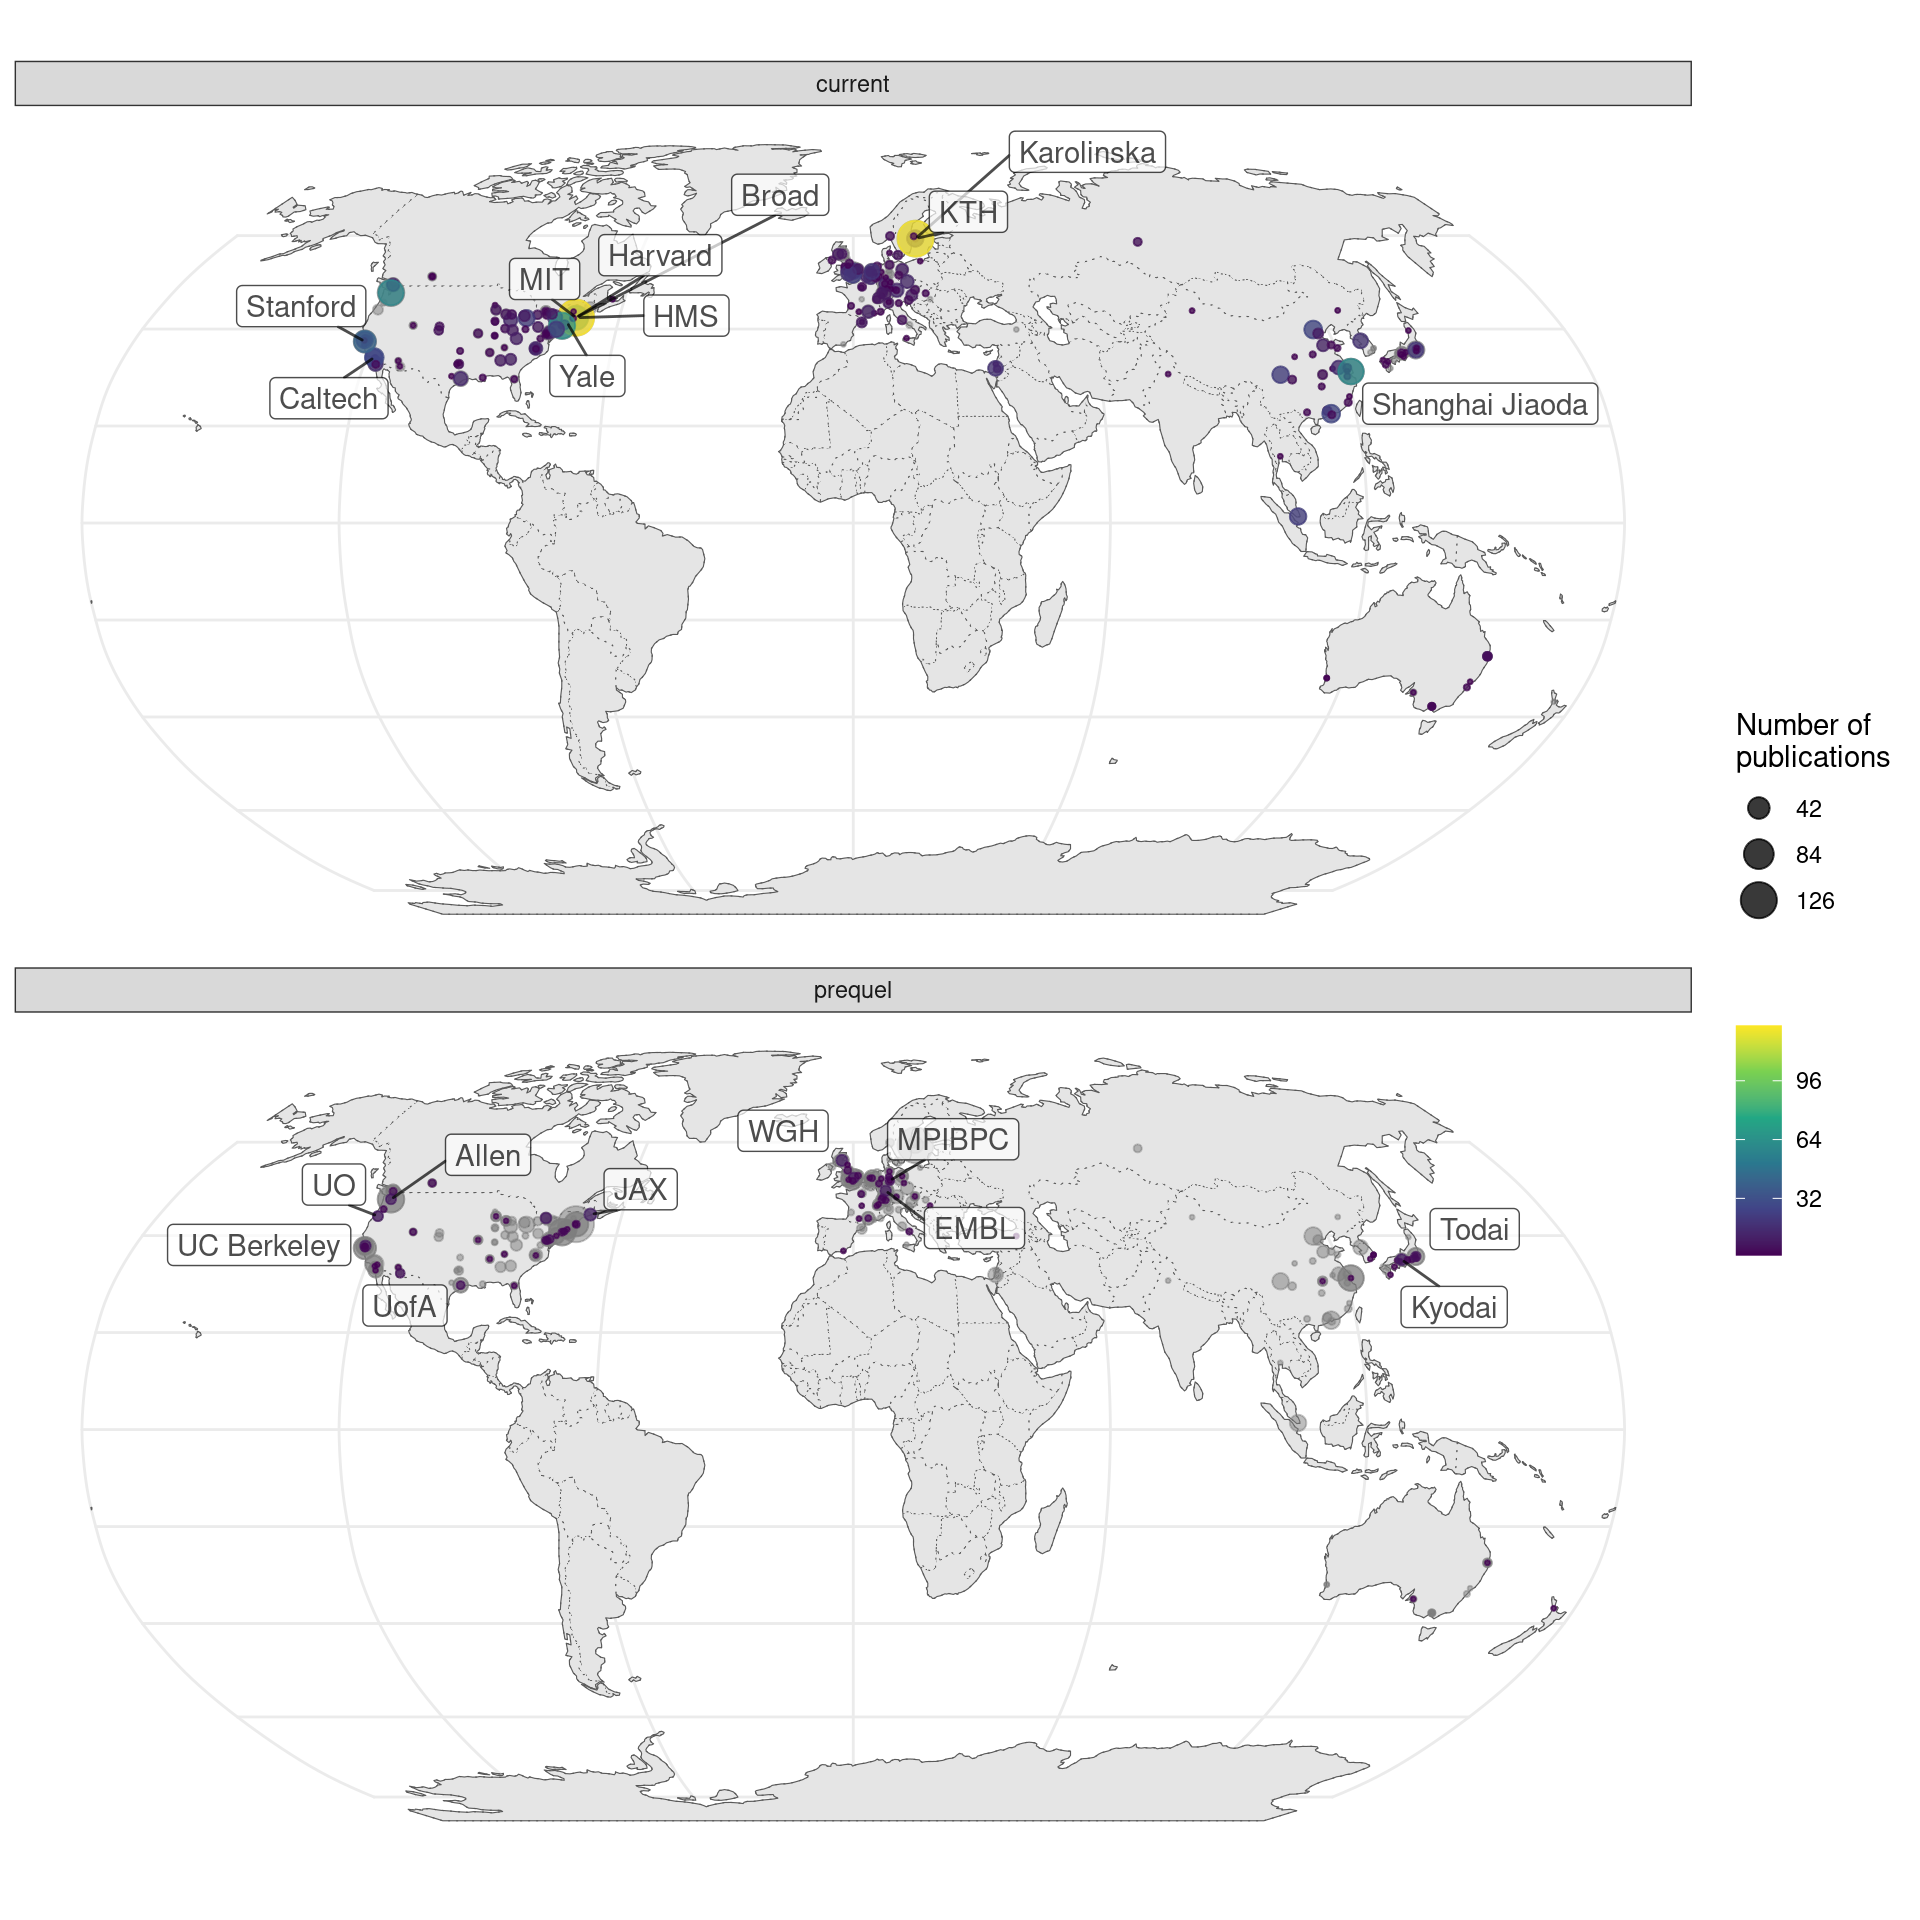 current
Karolinska
Broad
KTH
Harvard
MIT
Stanford
HMS
Yale
Caltech
Shanghai Jiaoda
Number of
publications
42
84
126
prequel
96
64
32
WGH
MPIBPC
Allen
UO
JAX
EMBL
Todai
UC Berkeley
UofA
Kyodai